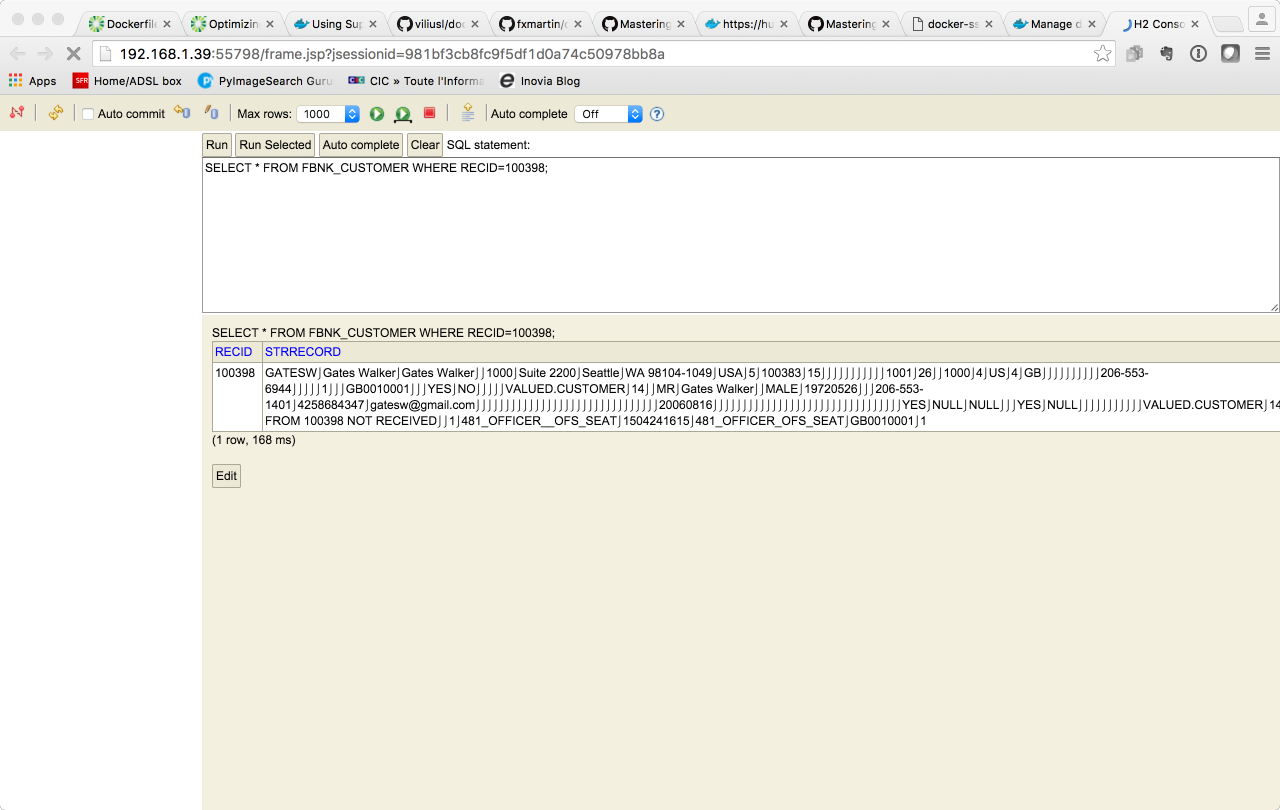 Dockerfile
Optimizin
Using Sup
viliusl/doc
fxmartin/d
Mastering
https://hu
Mastering
docker-ss
Manage d
H2 Conso
192.168.1.39:55798/frame.jsp?jsessionid=981bf3cb8fc9f5df1d0a74c50978bb8a
Apps
SFR Home/ADSL box
PyImageSearch Guru
CIC » Toute l'Informa
Inovia Blog
Auto commit
Max rows: 1000
Auto complete Off
Run Run Selected Auto complete Clear SQL statement:
SELECT * FROM FBNK_CUSTOMER WHERE RECID=100398;
SELECT * FROM FBNK_CUSTOMER WHERE RECID=100398;
RECID STRRECORD
100398 GATESW⌡Gates Walker⌡Gates Walker⌡⌡1000⌡Suite 2200⌡Seattle⌡WA 98104-1049⌡USA⌡5⌡100383⌡15⌡⌡⌡⌡⌡⌡⌡⌡⌡⌡⌡1001⌡26⌡⌡1000⌡4⌡US⌡4⌡GB⌡⌡⌡⌡⌡⌡⌡⌡⌡⌡206-553-
6944⌡⌡⌡⌡⌡1⌡⌡⌡GB0010001⌡⌡⌡YES⌡NO⌡⌡⌡⌡⌡VALUED.CUSTOMER⌡14⌡⌡MR⌡Gates Walker⌡⌡MALE⌡19720526⌡⌡⌡206-553-
1401⌡4258684347⌡gatesw@gmail.com⌡⌡⌡⌡⌡⌡⌡⌡⌡⌡⌡⌡⌡⌡⌡⌡⌡⌡⌡⌡⌡⌡⌡⌡⌡⌡⌡⌡⌡⌡⌡20060816⌡⌡⌡⌡⌡⌡⌡⌡⌡⌡⌡⌡⌡⌡⌡⌡⌡⌡⌡⌡⌡⌡⌡⌡⌡⌡⌡⌡⌡⌡⌡⌡YES⌡NULL⌡NULL⌡⌡⌡YES⌡NULL⌡⌡⌡⌡⌡⌡⌡⌡⌡⌡⌡VALUED.CUSTOMER⌡14
FROM 100398 NOT RECEIVED⌡⌡1⌡481_OFFICER__OFS_SEAT⌡1504241615⌡481_OFFICER_OFS_SEAT⌡GB0010001⌡1
(1 row, 168 ms)
Edit